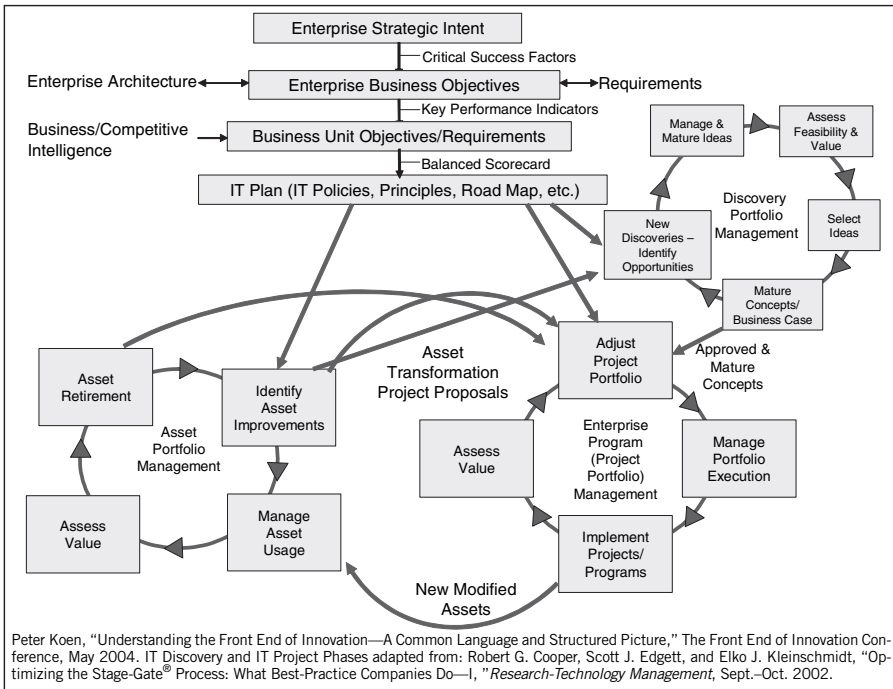 Enterprise Strategic Intent
Critical Success Factors
Enterprise Architecture
Enterprise Business Objectives
Requirements
Key Performance Indicators
Business/Competitive
Intelligence
Business Unit Objectives/Requirements
Balanced Scorecard
IT Plan (IT Policies, Principles, Road Map, etc.)
Manage &
Mature Ideas
Assess
Feasibility &
Value
Discovery
Portfolio
Management
Select
Ideas
New
Discoveries –
Identify
Opportunities
Mature
Concepts/
Business Case
Approved &
Mature
Concepts
Asset
Transformation
Project Proposals
Adjust
Project
Portfolio
Asset
Retirement
Identify
Asset
Improvements
Asset
Portfolio
Management
Assess
Value
Manage
Asset
Usage
Assess
Value
Enterprise
Program
(Project
Portfolio)
Management
Manage
Portfolio
Execution
Implement
Projects/
Programs
New Modified
Assets
Peter Koen, “Understanding the Front End of Innovation—A Common Language and Structured Picture,” The Front End of Innovation Con-
ference, May 2004. IT Discovery and IT Project Phases adapted from: Robert G. Cooper, Scott J. Edgett, and Elko J. Kleinschmidt, “Op-
timizing the Stage-Gate® Process: What Best-Practice Companies Do—I, ”Research-Technology Management, Sept.–Oct. 2002.